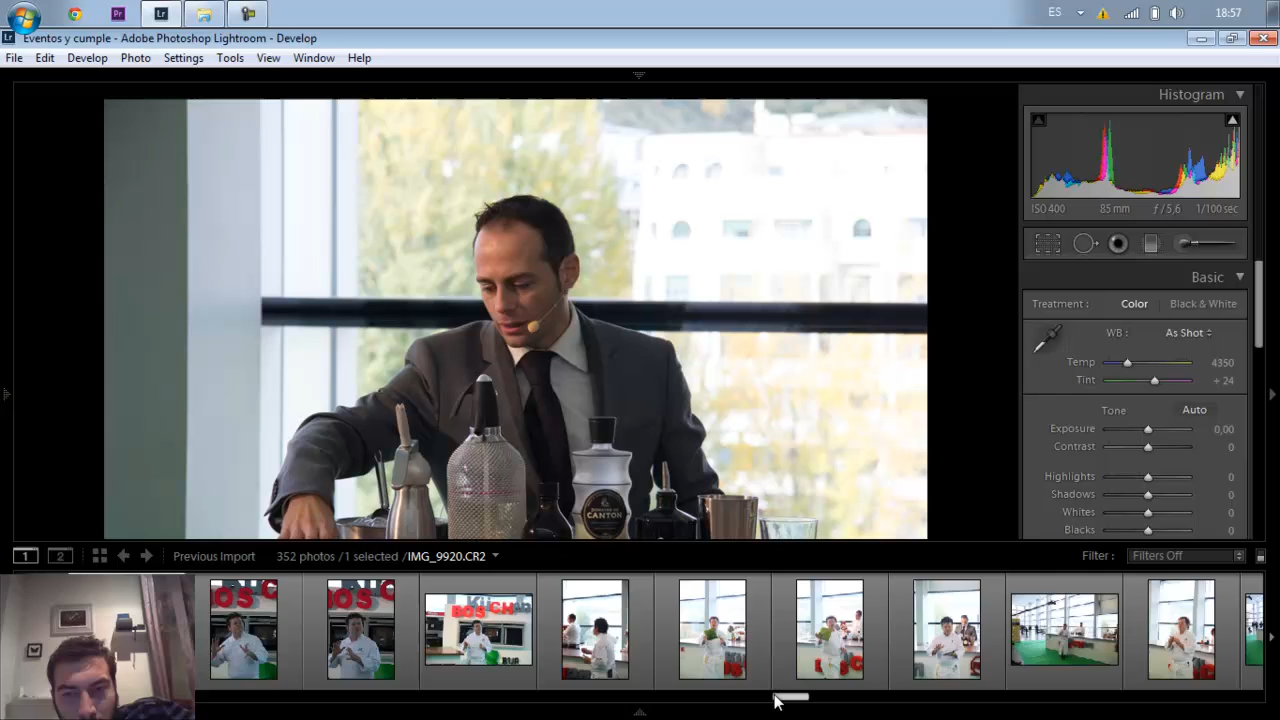 ES
18:57
Eventos y cumple - Adobe Photoshop Lightroom - Develop
File Edit Develop Photo Settings Tools View Window Help
Histogram
ISO 400 85 mm ƒ / 5,6 1/100 sec
Basic
Treatment : Color Black & White
WB : As Shot
Temp 4350
Tint + 24
Tone Auto
Exposure 0,00
Contrast 0
Highlights 0
Shadows 0
Whites 0
Blacks 0
DOMAINE DE
CANTON
1 2 Previous Import 352 photos / 1 selected / IMG_9920.CR2
Filter : Filters Off
BOSCH